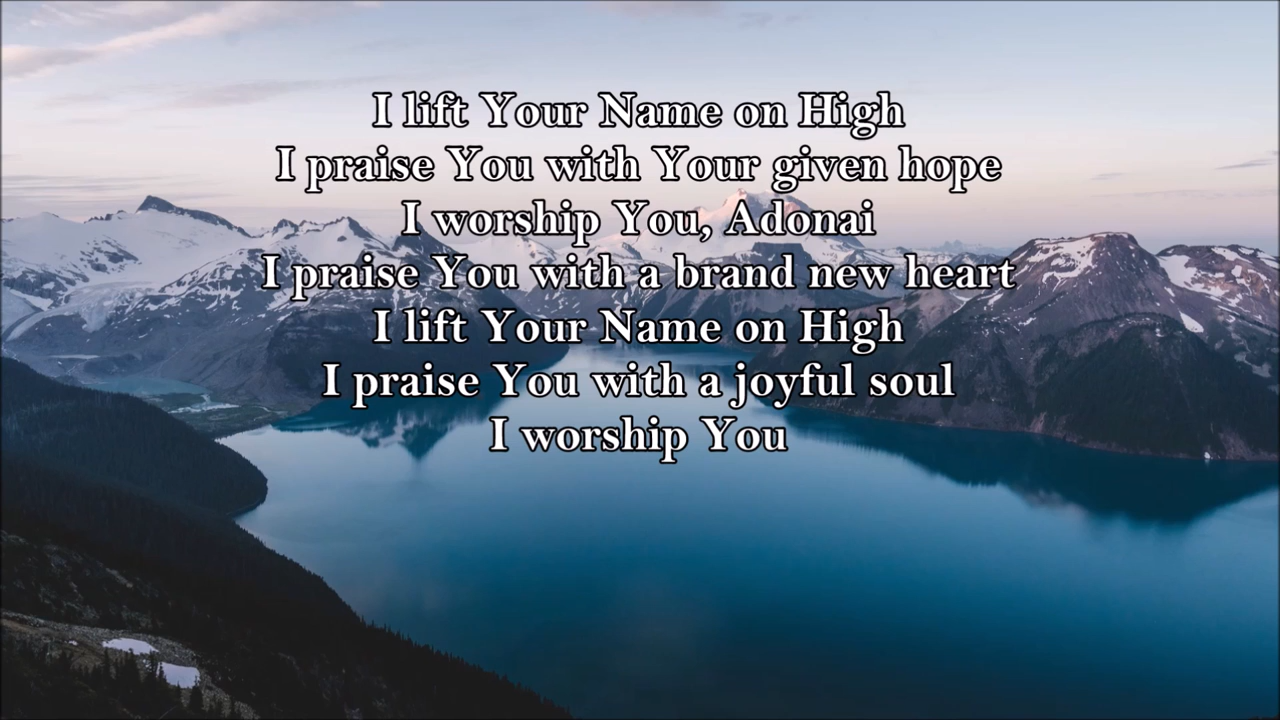 I lift Your Name on High
I praise You with Your given hope
I worship You, Adonai
I praise You with a brand new heart
I lift Your Name on High
I praise You with a joyful soul
I worship You